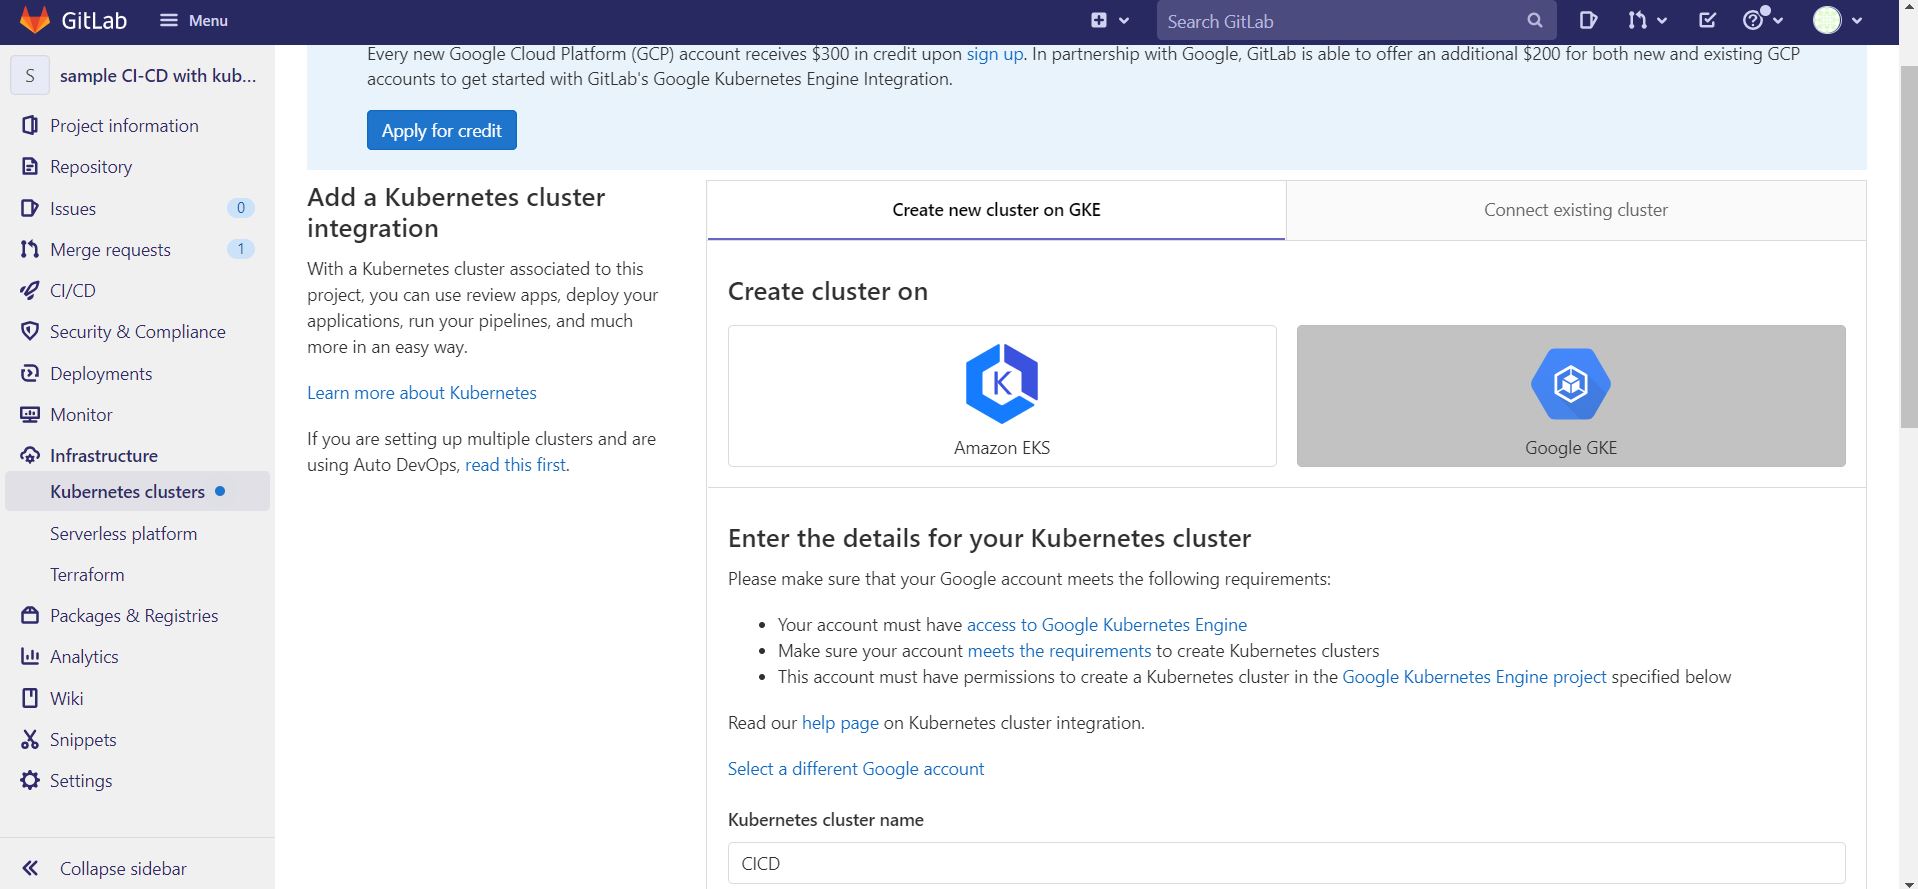 GitLab
Menu
Search GitLab
S
sample CI-CD with kub...
Project information
Repository
Issues
0
Merge requests
1
CI/CD
Security & Compliance
Deployments
Monitor
Infrastructure
Kubernetes clusters
Serverless platform
Terraform
Packages & Registries
Analytics
Wiki
Snippets
Settings
Collapse sidebar
Every new Google Cloud Platform (GCP) account receives $300 in credit upon sign up. In partnership with Google, GitLab is able to offer an additional $200 for both new and existing GCP
accounts to get started with GitLab's Google Kubernetes Engine Integration.
Apply for credit
Add a Kubernetes cluster
integration
With a Kubernetes cluster associated to this
project, you can use review apps, deploy your
applications, run your pipelines, and much
more in an easy way.
Learn more about Kubernetes
If you are setting up multiple clusters and are
using Auto DevOps, read this first.
Create new cluster on GKE
Connect existing cluster
Create cluster on
K
Amazon EKS
Google GKE
Enter the details for your Kubernetes cluster
Please make sure that your Google account meets the following requirements:
• Your account must have access to Google Kubernetes Engine
• Make sure your account meets the requirements to create Kubernetes clusters
• This account must have permissions to create a Kubernetes cluster in the Google Kubernetes Engine project specified below
Read our help page on Kubernetes cluster integration.
Select a different Google account
Kubernetes cluster name
CICD